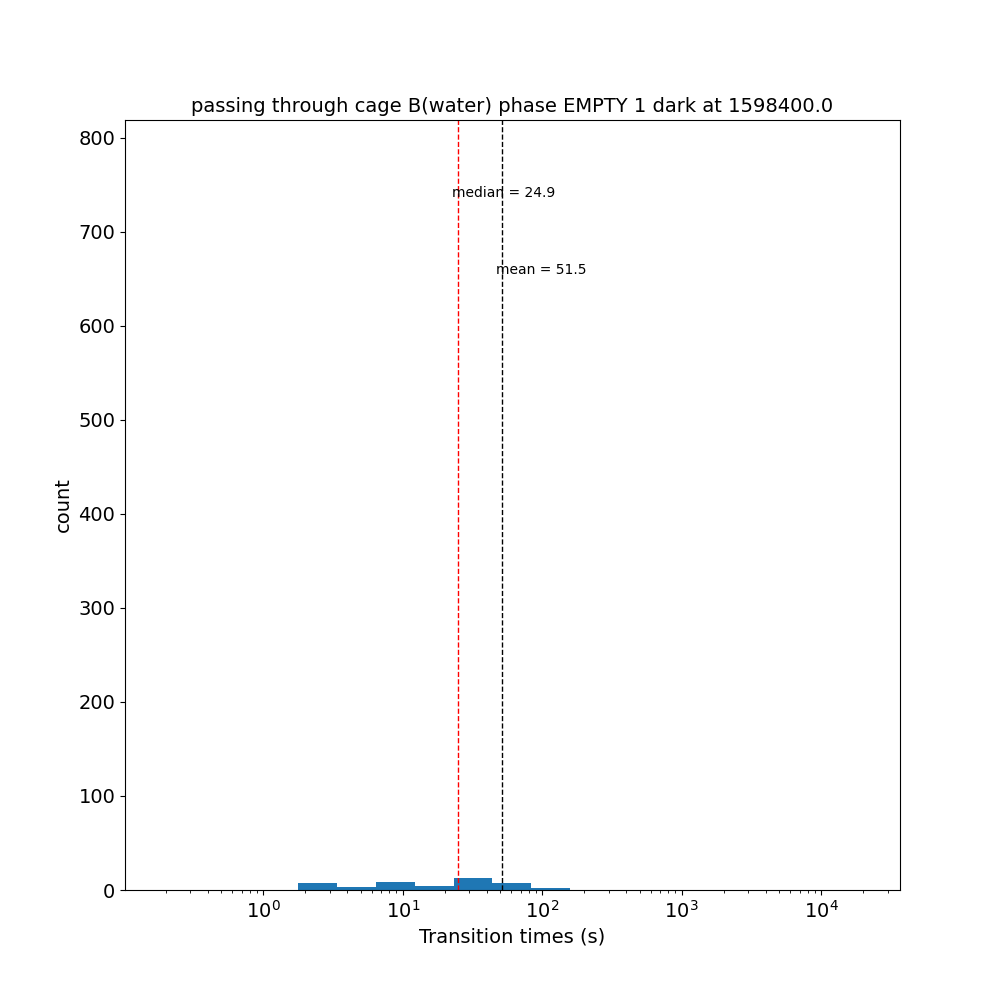 passing through cage B(water) phase EMPTY 1 dark at 1598400.0
800
700
600
500
400
300
200
100
0
count
median = 24.9
mean = 51.5
10⁰
10¹
10²
10³
10⁴
Transition times (s)